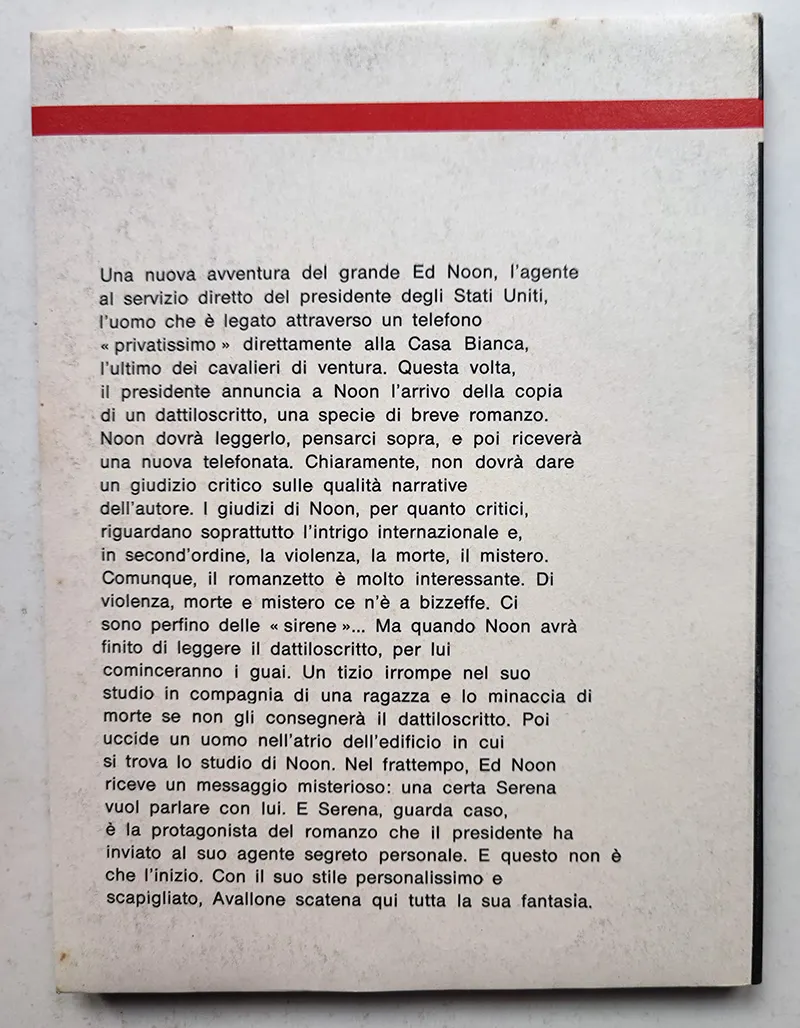 Una nuova avventura del grande Ed Noon, l'agente
al servizio diretto del presidente degli Stati Uniti,
l'uomo che è legato attraverso un telefono
« privatissimo » direttamente alla Casa Bianca,
l'ultimo dei cavalieri di ventura. Questa volta,
il presidente annuncia a Noon l'arrivo della copia
di un dattiloscritto, una specie di breve romanzo.
Noon dovrà leggerlo, pensarci sopra, e poi riceverà
una nuova telefonata. Chiaramente, non dovrà dare
un giudizio critico sulle qualità narrative
dell'autore. I giudizi di Noon, per quanto critici,
riguardano soprattutto l'intrigo internazionale e,
in second'ordine, la violenza, la morte, il mistero.
Comunque, il romanzetto è molto interessante. Di
violenza, morte e mistero ce n'è a bizzeffe. Ci
sono perfino delle « sirene »... Ma quando Noon avrà
finito di leggere il dattiloscritto, per lui
cominceranno i guai. Un tizio irrompe nel suo
studio in compagnia di una ragazza e lo minaccia di
morte se non gli consegnerà il dattiloscritto. Poi
uccide un uomo nell'atrio dell'edificio in cui
si trova lo studio di Noon. Nel frattempo, Ed Noon
riceve un messaggio misterioso: una certa Serena
vuol parlare con lui. E Serena, guarda caso,
è la protagonista del romanzo che il presidente ha
inviato al suo agente segreto personale. E questo non è
che l'inizio. Con il suo stile personalissimo e
scapigliato, Avallone scatena qui tutta la sua fantasia.